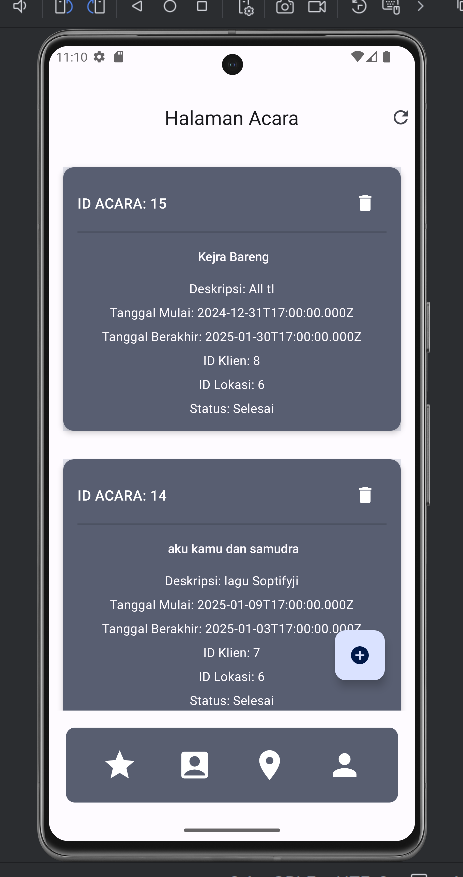 11:10
Halaman Acara
ID ACARA: 15
Kejra Bareng
Deskripsi: All tl
Tanggal Mulai: 2024-12-31T17:00:00.000Z
Tanggal Berakhir: 2025-01-30T17:00:00.000Z
ID Klien: 8
ID Lokasi: 6
Status: Selesai
ID ACARA: 14
aku kamu dan samudra
Deskripsi: lagu Soptifyji
Tanggal Mulai: 2025-01-09T17:00:00.000Z
Tanggal Berakhir: 2025-01-03T17:00:00.000Z
ID Klien: 7
ID Lokasi: 6
Status: Selesai